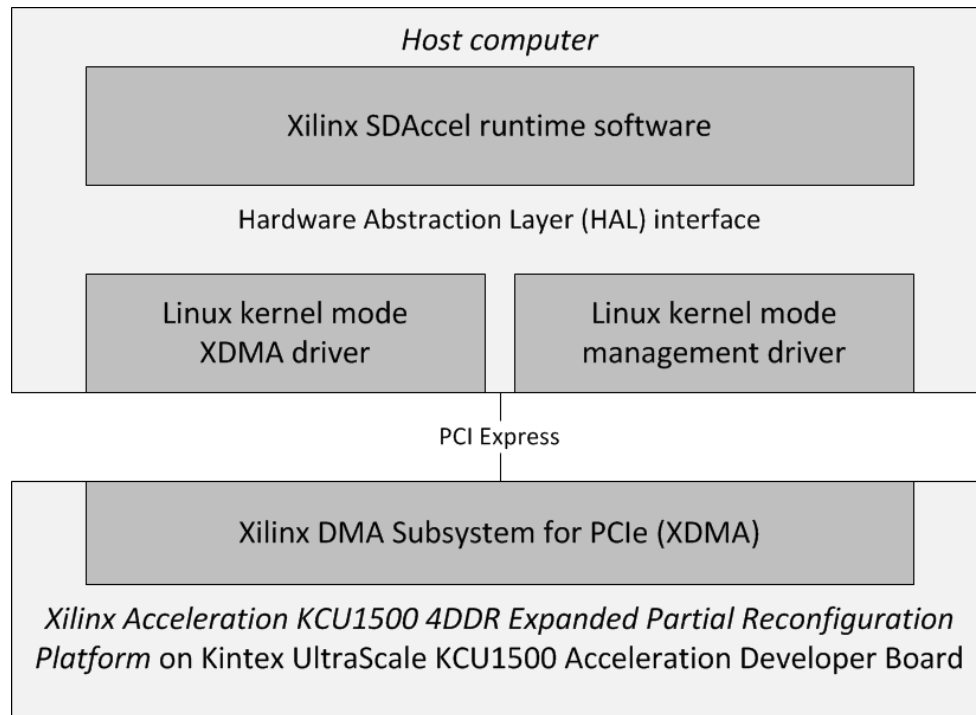 Host computer
Xilinx SDAccel runtime software
Hardware Abstraction Layer (HAL) interface
Linux kernel mode
XDMA driver
Linux kernel mode
management driver
PCI Express
Xilinx DMA Subsystem for PCIe (XDMA)
Xilinx Acceleration KCU1500 4DDR Expanded Partial Reconfiguration
Platform on Kintex UltraScale KCU1500 Acceleration Developer Board